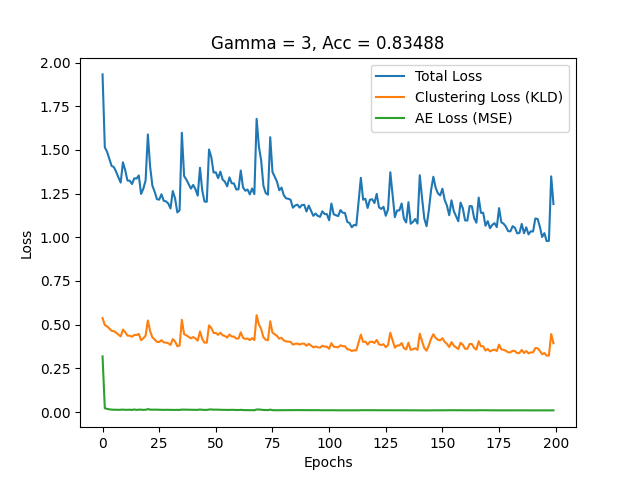 Gamma = 3, Acc = 0.83488
Total Loss
Clustering Loss (KLD)
AE Loss (MSE)
Loss
2.00
1.75
1.50
1.25
1.00
0.75
0.50
0.25
0.00
0 25 50 75 100 125 150 175 200
Epochs